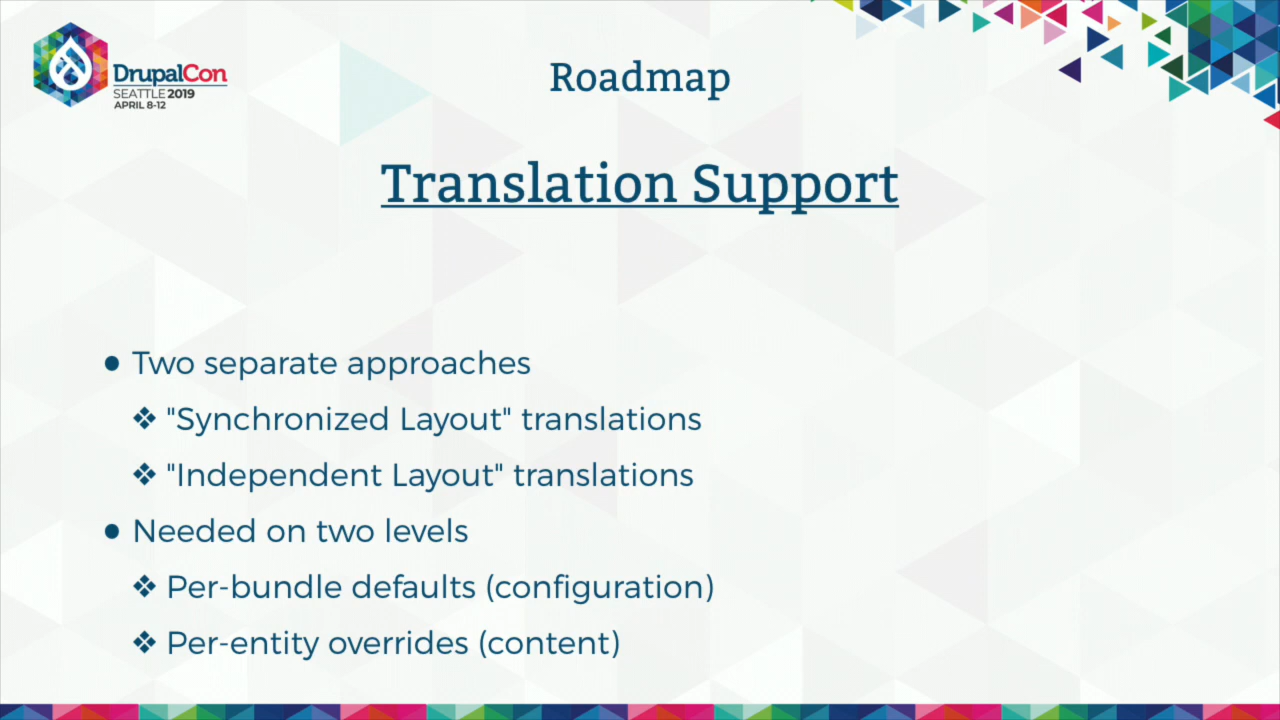 DrupalCon
SEATTLE 2019
APRIL 8-12
Roadmap
Translation Support
• Two separate approaches
❖ "Synchronized Layout" translations
❖ "Independent Layout" translations
• Needed on two levels
❖ Per-bundle defaults (configuration)
❖ Per-entity overrides (content)